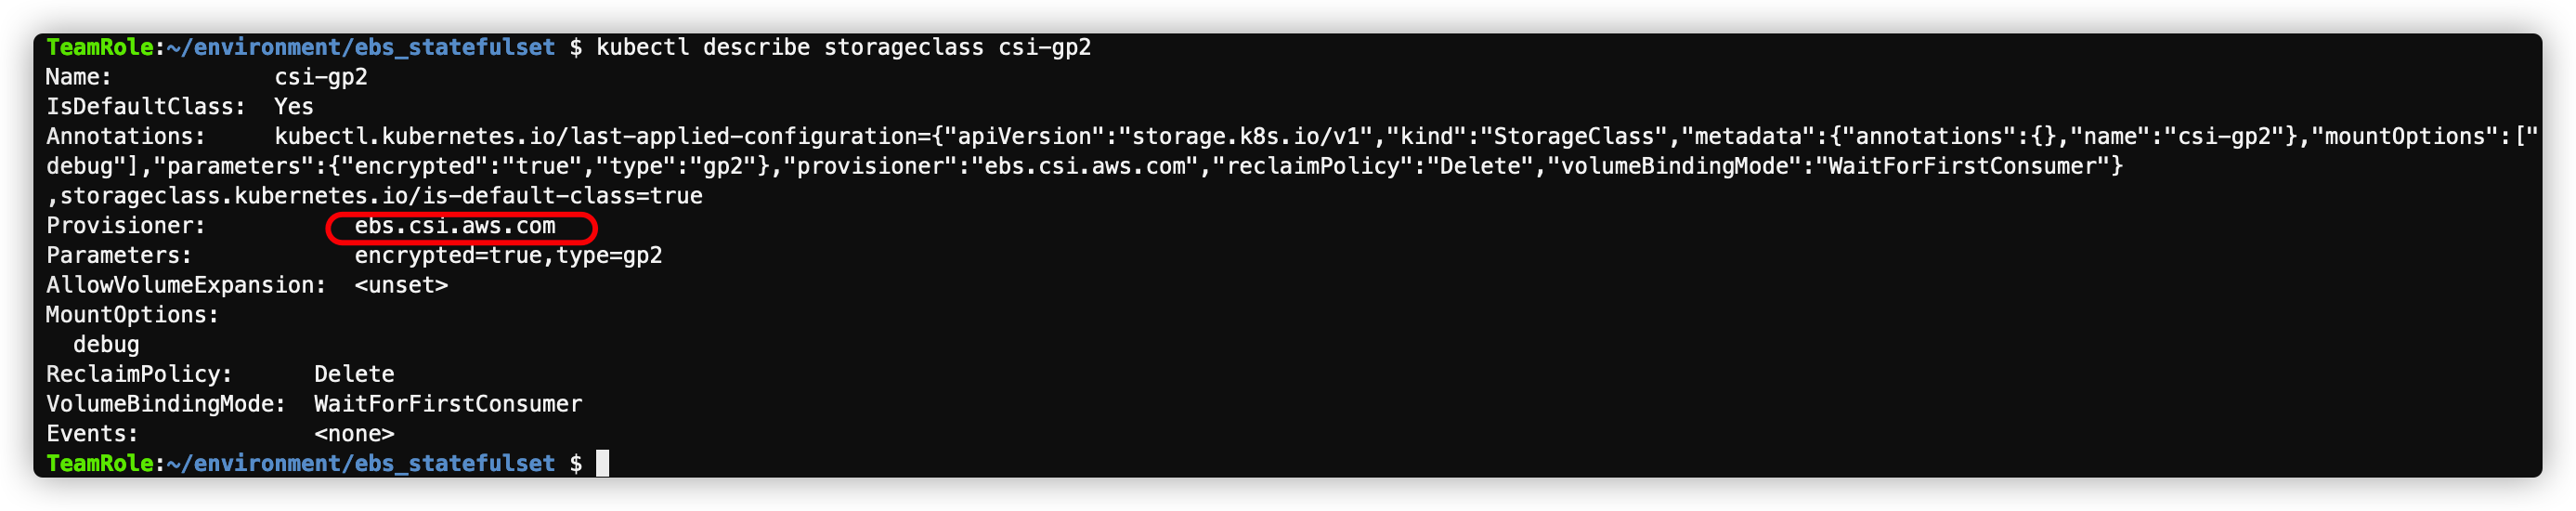 TeamRole:~/environment/ebs_statefulset $ kubectl describe storageclass csi-gp2
Name:            csi-gp2
IsDefaultClass:  Yes
Annotations:     kubectl.kubernetes.io/last-applied-configuration={"apiVersion":"storage.k8s.io/v1","kind":"StorageClass","metadata":{"annotations":{},"name":"csi-gp2"},"mountOptions":["
debug"],"parameters":{"encrypted":"true","type":"gp2"},"provisioner":"ebs.csi.aws.com","reclaimPolicy":"Delete","volumeBindingMode":"WaitForFirstConsumer"}
,storageclass.kubernetes.io/is-default-class=true
Provisioner:           ebs.csi.aws.com
Parameters:            encrypted=true,type=gp2
AllowVolumeExpansion:  <unset>
MountOptions:
  debug
ReclaimPolicy:      Delete
VolumeBindingMode:  WaitForFirstConsumer
Events:             <none>
TeamRole:~/environment/ebs_statefulset $